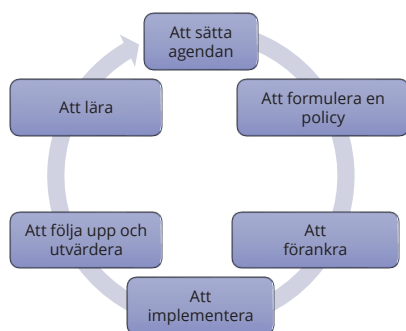 Att sätta
agendan
Att formulera en
policy
Att
förankra
Att
implementera
Att följa upp och
utvärdera
Att lära